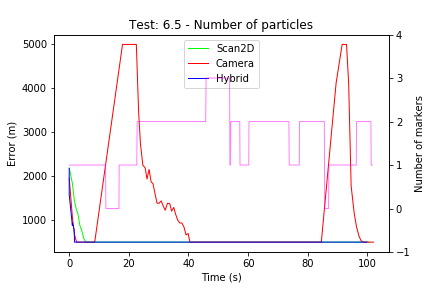 Test: 6.5 - Number of particles
Scan2D
Camera
Hybrid
Error (m)
5000
4000
3000
2000
1000
4
3
2
1
0
−1
Number of markers
0
20
40
60
80
100
Time (s)